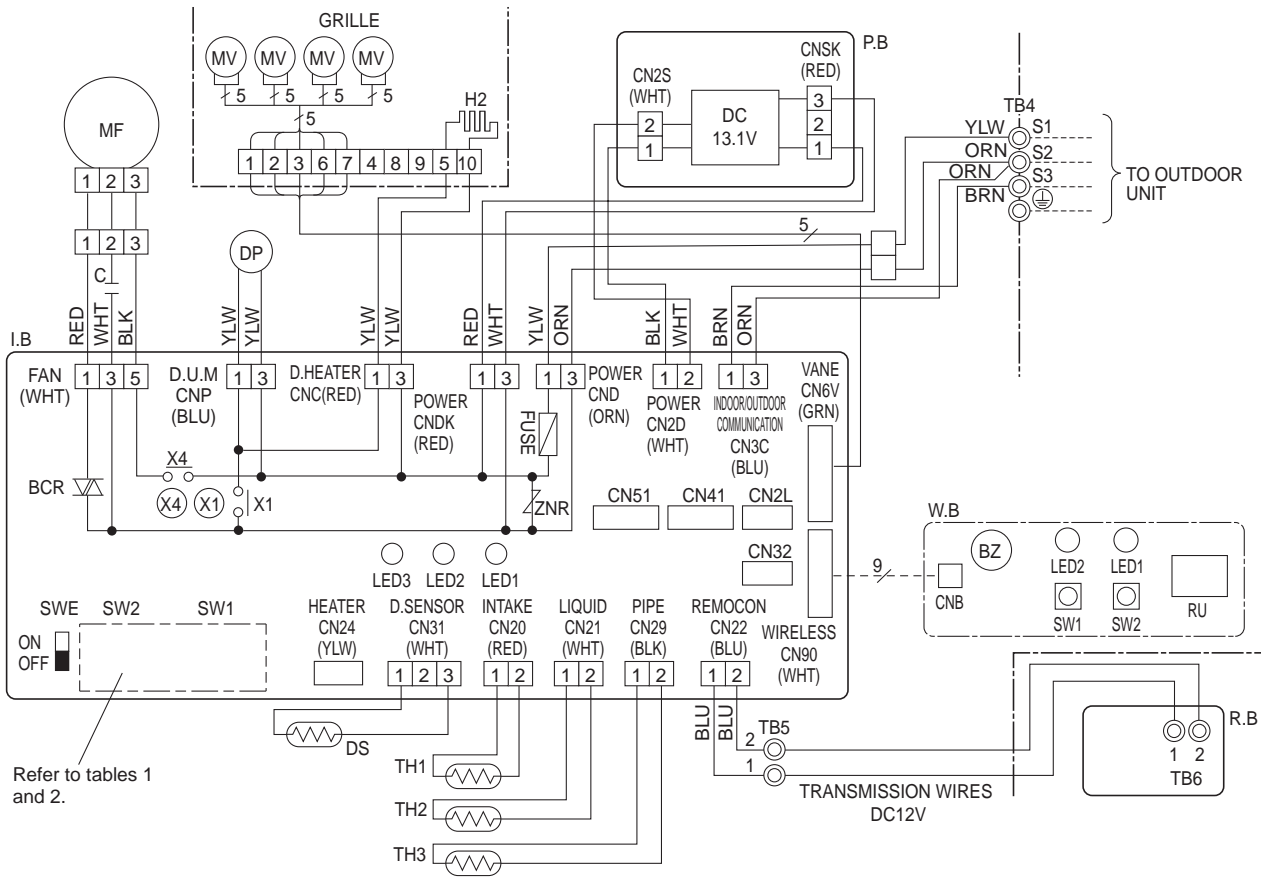 GRILLE
MV MV MV MV
5 5 5 5
5
H2
1 2 3 6 7 4 8 9 5 10
MF
1 2 3
1 2 3
C
DP
P.B
CN2S
(WHT)
2
1
DC
13.1V
CNSK
(RED)
3
2
1
TB4
YLW S1
ORN S2
ORN S3
BRN
TO OUTDOOR
UNIT
5
I.B
RED WHT BLK YLW YLW YLW YLW RED WHT YLW ORN BLK WHT BRN ORN
FAN
(WHT)
1 3 5
D.U.M
CNP
(BLU)
1 3
D.HEATER
CNC(RED)
1 3
POWER
CNDK
(RED)
1 3
1 3
POWER
CND
(ORN)
1 2
POWER
CN2D
(WHT)
1 3
INDOOR/OUTDOOR
COMMUNICATION
CN3C
(BLU)
VANE
CN6V
(GRN)
FUSE
BCR
X4
X4 X1 X1
ZNR
CN51 CN41 CN2L
CN32
LED3 LED2 LED1
SWE SW2 SW1
ON
OFF
HEATER
CN24
(YLW)
D.SENSOR
CN31
(WHT)
1 2 3
INTAKE
CN20
(RED)
1 2
LIQUID
CN21
(WHT)
1 2
PIPE
CN29
(BLK)
1 2
REMOCON
CN22
(BLU)
1 2
WIRELESS
CN90
(WHT)
9
W.B
BZ
CNB
LED2 LED1
SW1 SW2
RU
Refer to tables 1
and 2.
DS
TH1
TH2
TH3
BLU BLU
TB5
2
1
TRANSMISSION WIRES
DC12V
R.B
1 2
TB6